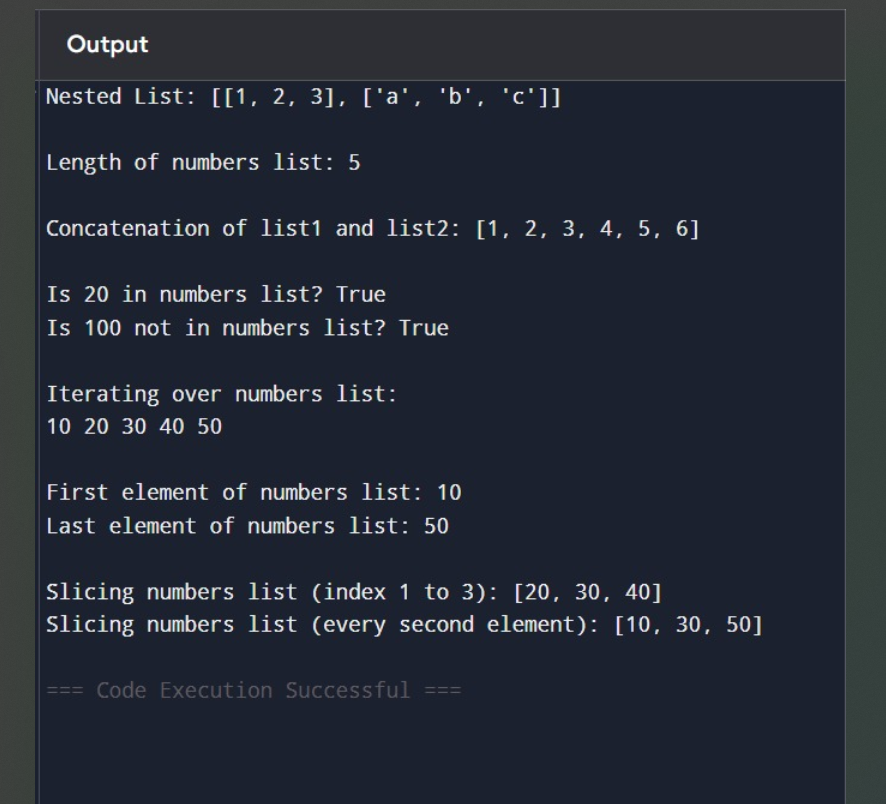 Output
Nested List: [[1, 2, 3], ['a', 'b', 'c']]
Length of numbers list: 5
Concatenation of list1 and list2: [1, 2, 3, 4, 5, 6]
Is 20 in numbers list? True
Is 100 not in numbers list? True
Iterating over numbers list:
10 20 30 40 50
First element of numbers list: 10
Last element of numbers list: 50
Slicing numbers list (index 1 to 3): [20, 30, 40]
Slicing numbers list (every second element): [10, 30, 50]
=== Code Execution Successful ===